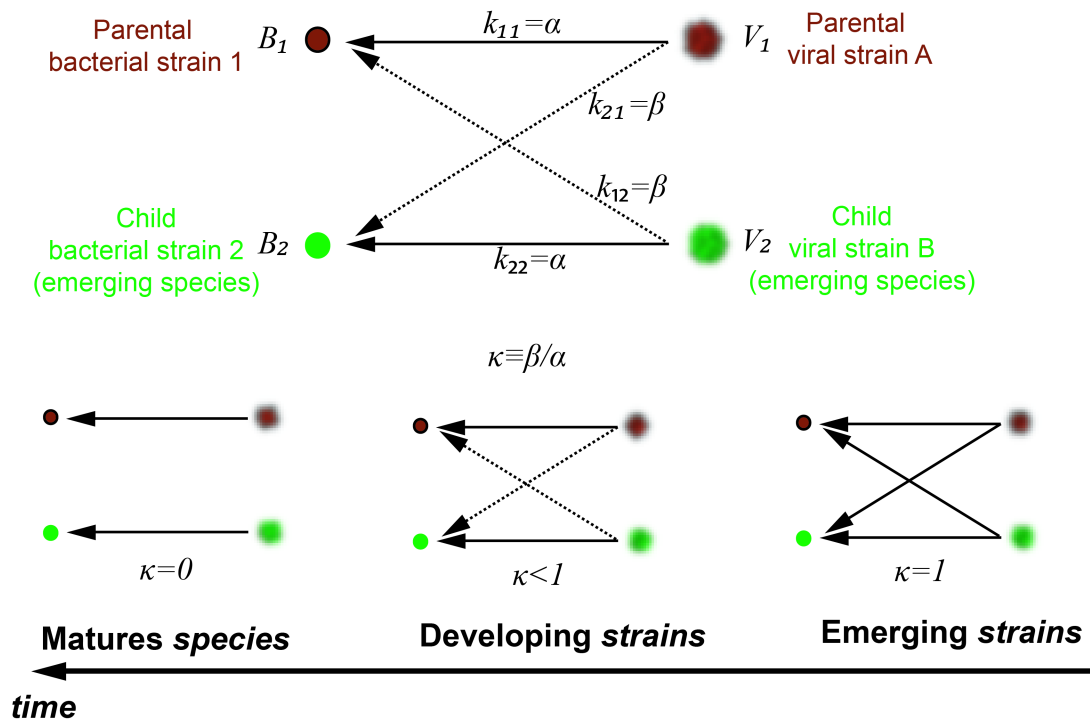 Parental
bacterial strain 1
B₁
k₁₁=α
V₁
Parental
viral strain A
k₂₁=β
k₁₂=β
Child
bacterial strain 2
(emerging species)
B₂
k₂₂=α
V₂
Child
viral strain B
(emerging species)
κ≡β/α
κ=0
κ<1
κ=1
Matures species
Developing strains
Emerging strains
time